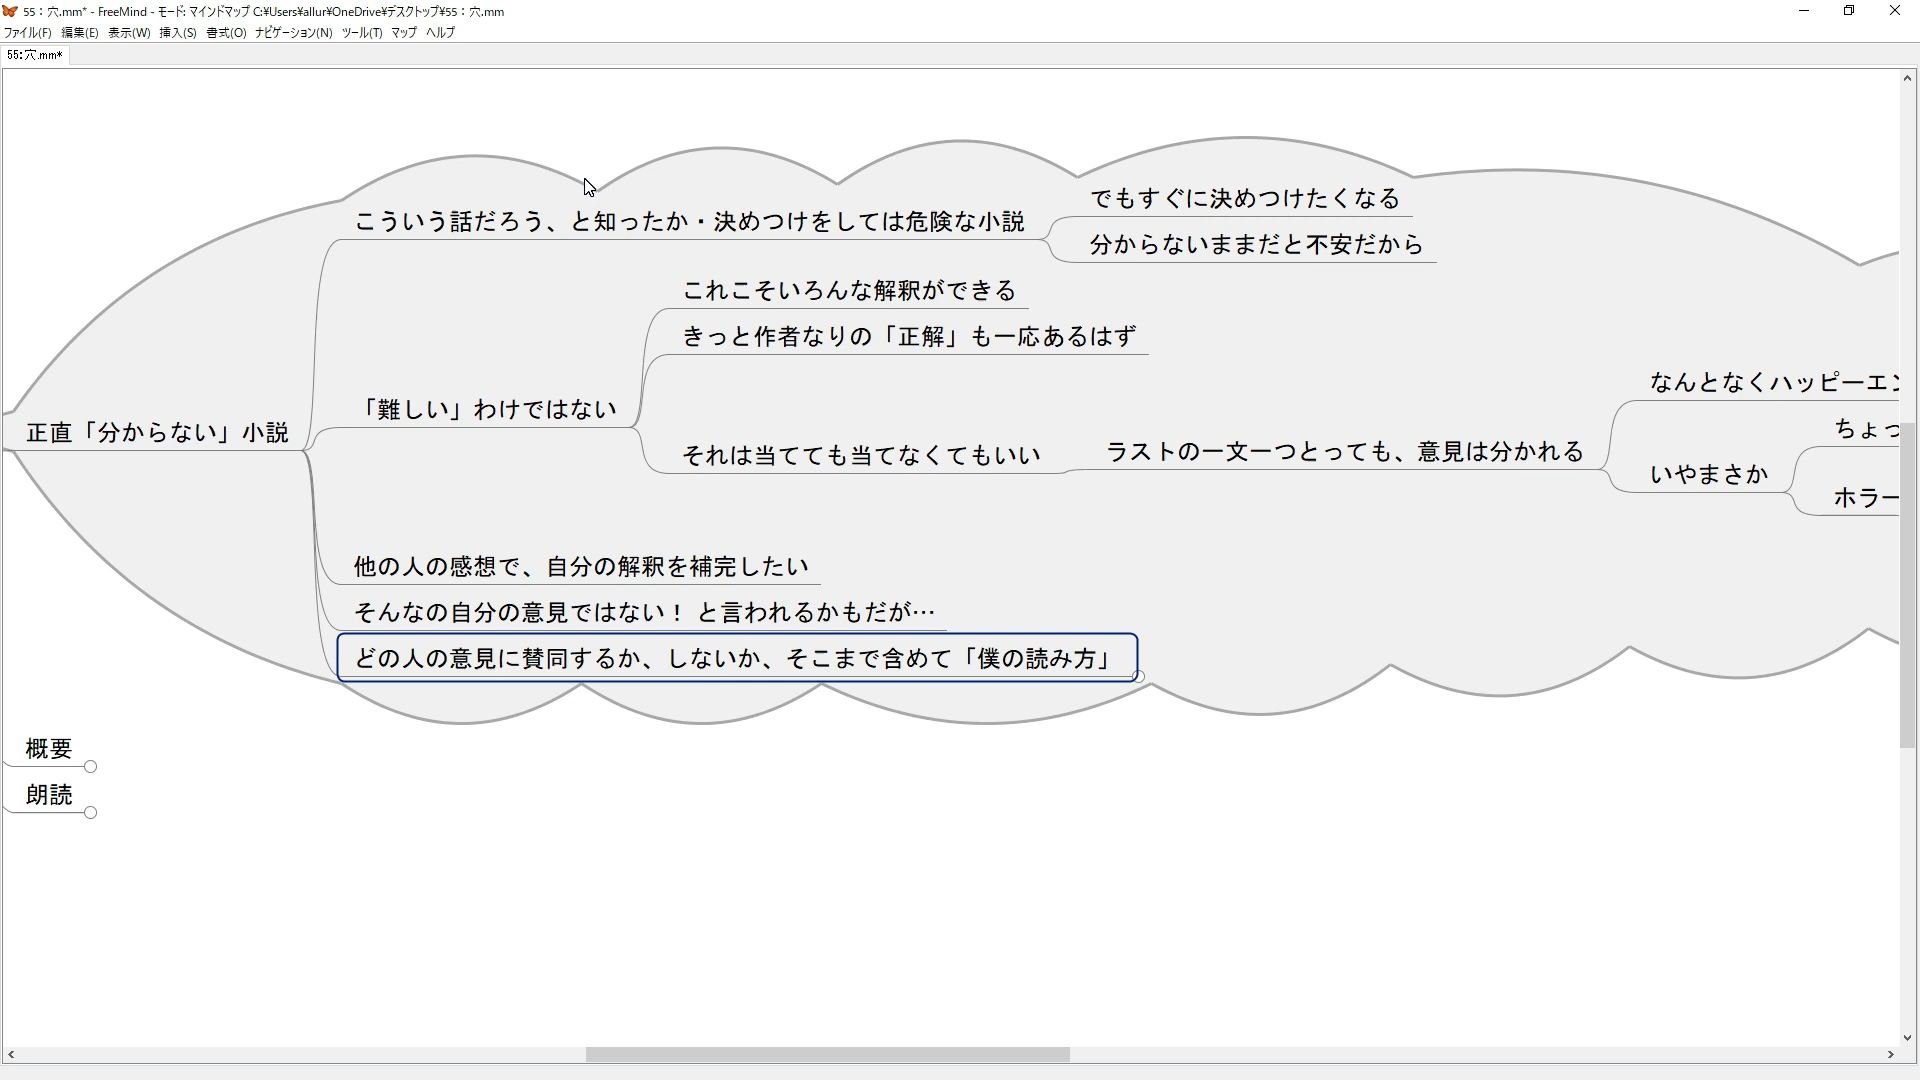 55：穴.mm* - FreeMind - モード: マインドマップ C:¥Users¥allur¥OneDrive¥デスクトップ¥55：穴.mm
ファイル(F) 編集(E) 表示(W) 挿入(S) 書式(O) ナビゲーション(N) ツール(T) マップ ヘルプ
55:穴.mm*
正直「分からない」小説
こういう話だろう、と知ったか・決めつけをしては危険な小説
でもすぐに決めつけたくなる
分からないままだと不安だから
「難しい」わけではない
これこそいろんな解釈ができる
きっと作者なりの「正解」も一応あるはず
それは当てても当てなくてもいい
ラストの一文一つとっても、意見は分かれる
なんとなくハッピーエン
いやまさか
ちょっ
ホラー
他の人の感想で、自分の解釈を補完したい
そんなの自分の意見ではない！ と言われるかもだが…
どの人の意見に賛同するか、しないか、そこまで含めて「僕の読み方」
概要
朗読